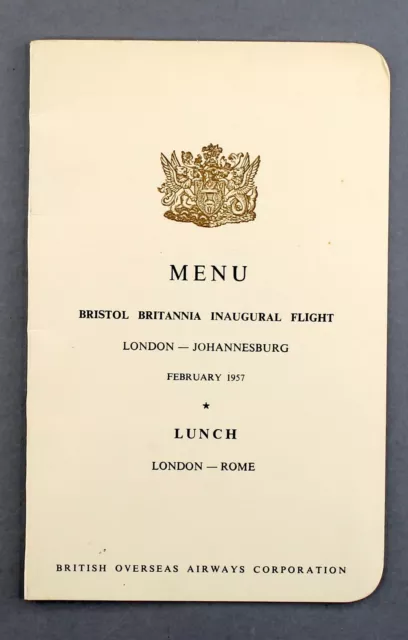 MENU
BRISTOL BRITANNIA INAUGURAL FLIGHT
LONDON — JOHANNESBURG
FEBRUARY 1957
★
LUNCH
LONDON — ROME
BRITISH OVERSEAS AIRWAYS CORPORATION